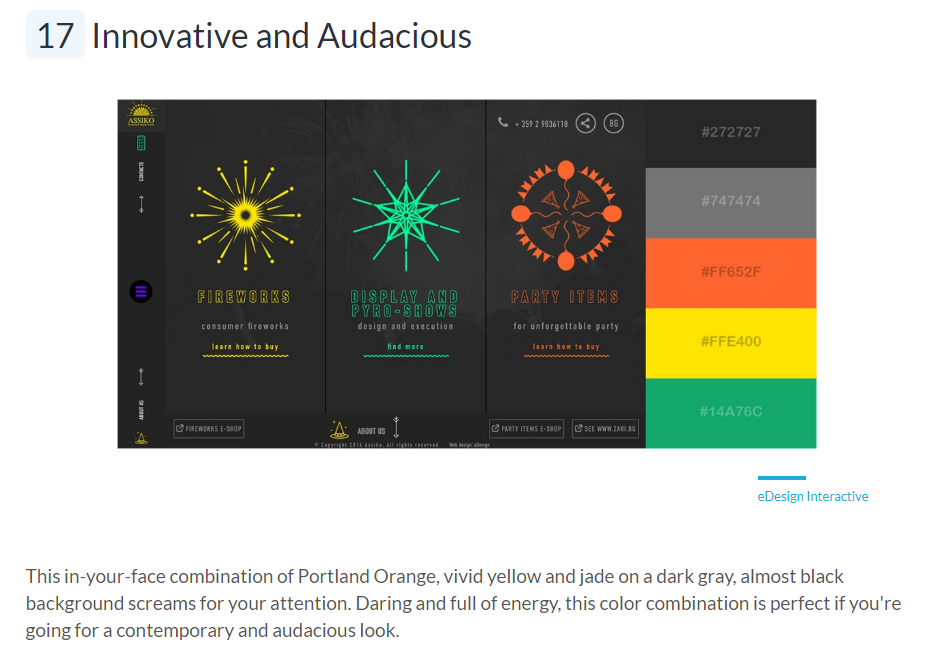 17 Innovative and Audacious
ASSIKO
CONTACTS
+ 359 2 9836110
BG
FIREWORKS
consumer fireworks
learn how to buy
DISPLAY AND
PYRO-SHOWS
design and execution
find more
PARTY ITEMS
for unforgettable party
learn how to buy
ABOUT US
FIREWORKS E-SHOP
ABOUT US
PARTY ITEMS E-SHOP
SEE WWW.ZARI.BG
© Copyright 2016 Assiko. All rights reserved
Web design: eDesign
#272727
#747474
#FF652F
#FFE400
#14A76C
eDesign Interactive
This in-your-face combination of Portland Orange, vivid yellow and jade on a dark gray, almost black
background screams for your attention. Daring and full of energy, this color combination is perfect if you're
going for a contemporary and audacious look.